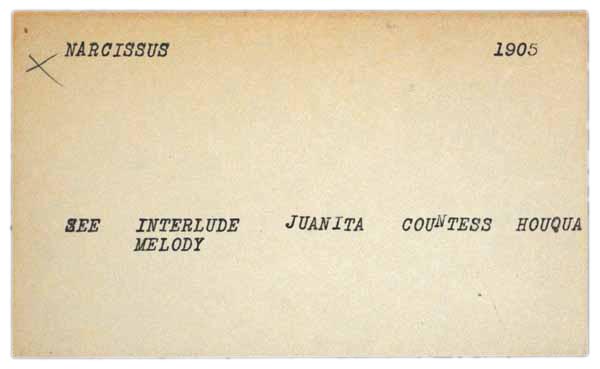 NARCISSUS 1905
SEE INTERLUDE JUANITA COUNTESS HOUQUA
MELODY